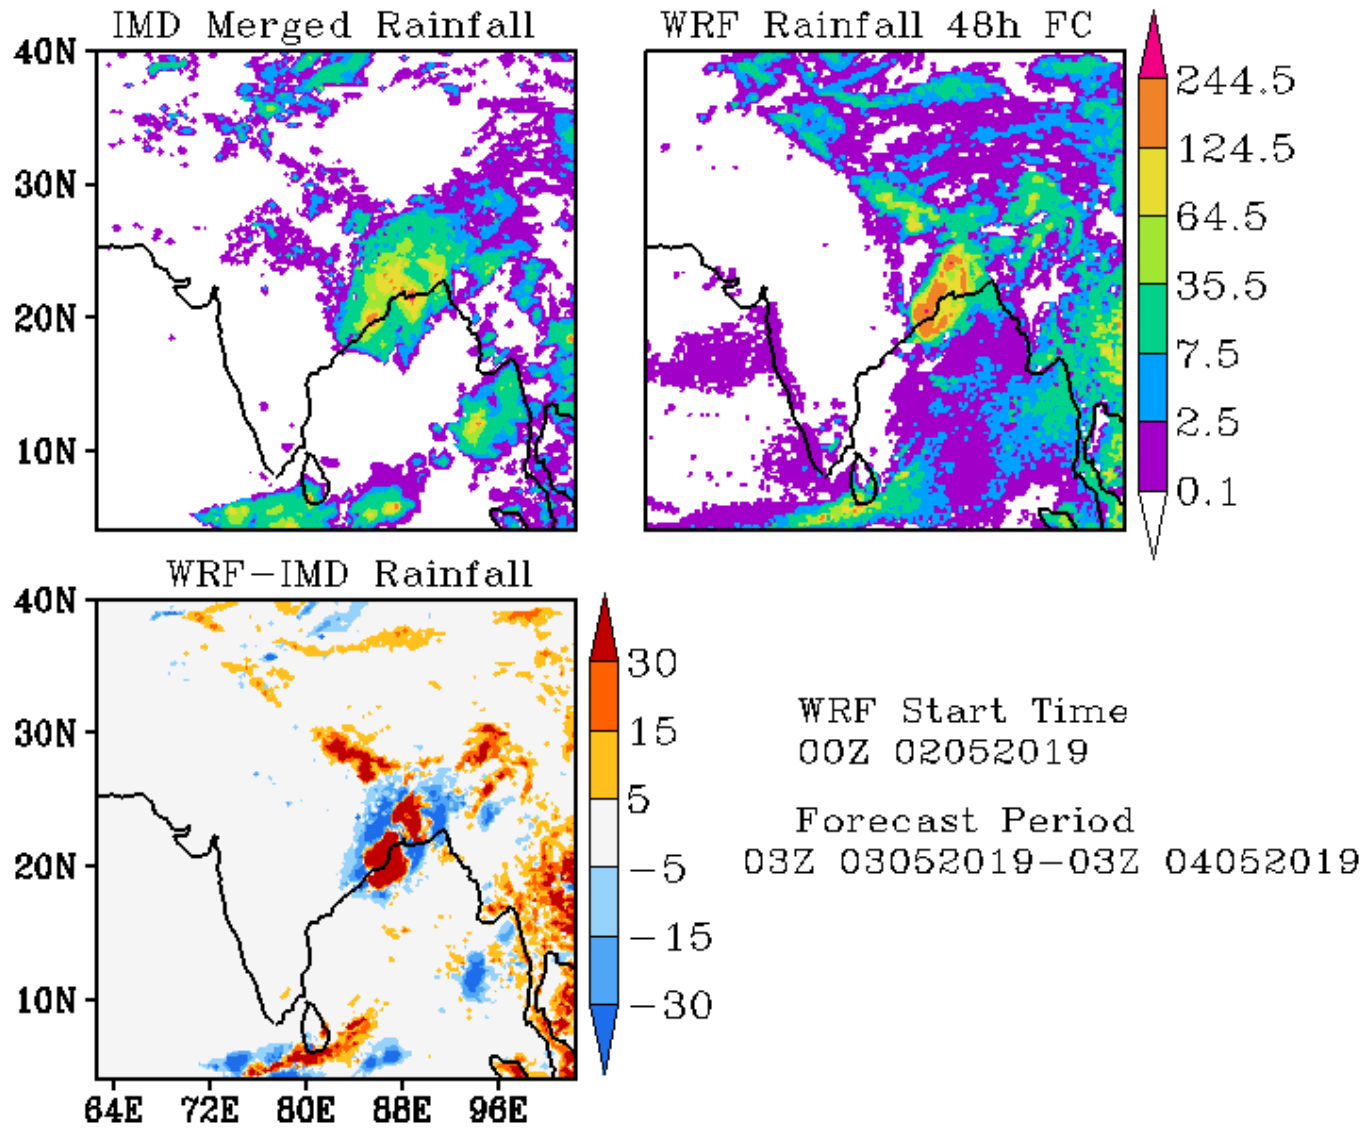 IMD Merged Rainfall
WRF Rainfall 48h FC
40N
30N
20N
10N
244.5
124.5
64.5
35.5
7.5
2.5
0.1
WRF-IMD Rainfall
40N
30N
20N
10N
64E 72E 80E 88E 96E
30
15
5
-5
-15
-30
WRF Start Time
00Z 02052019
Forecast Period
03Z 03052019-03Z 04052019